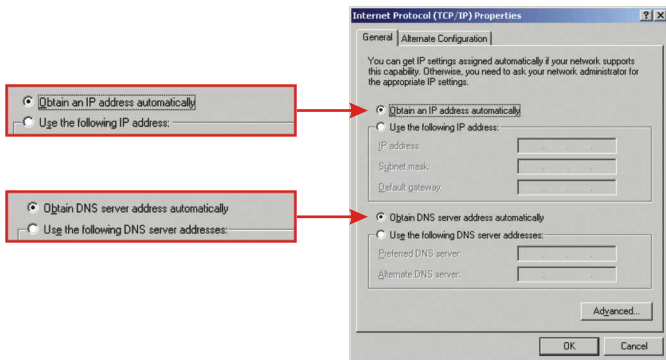 Internet Protocol (TCP/IP) Properties
General
Alternate Configuration
You can get IP settings assigned automatically if your network supports
this capability. Otherwise, you need to ask your network administrator for
the appropriate IP settings.
Obtain an IP address automatically
Use the following IP address:
IP address:
Subnet mask:
Default gateway:
Obtain DNS server address automatically
Use the following DNS server addresses:
Preferred DNS server:
Alternate DNS server:
Advanced...
OK
Cancel
Obtain an IP address automatically
Use the following IP address:
Obtain DNS server address automatically
Use the following DNS server addresses: